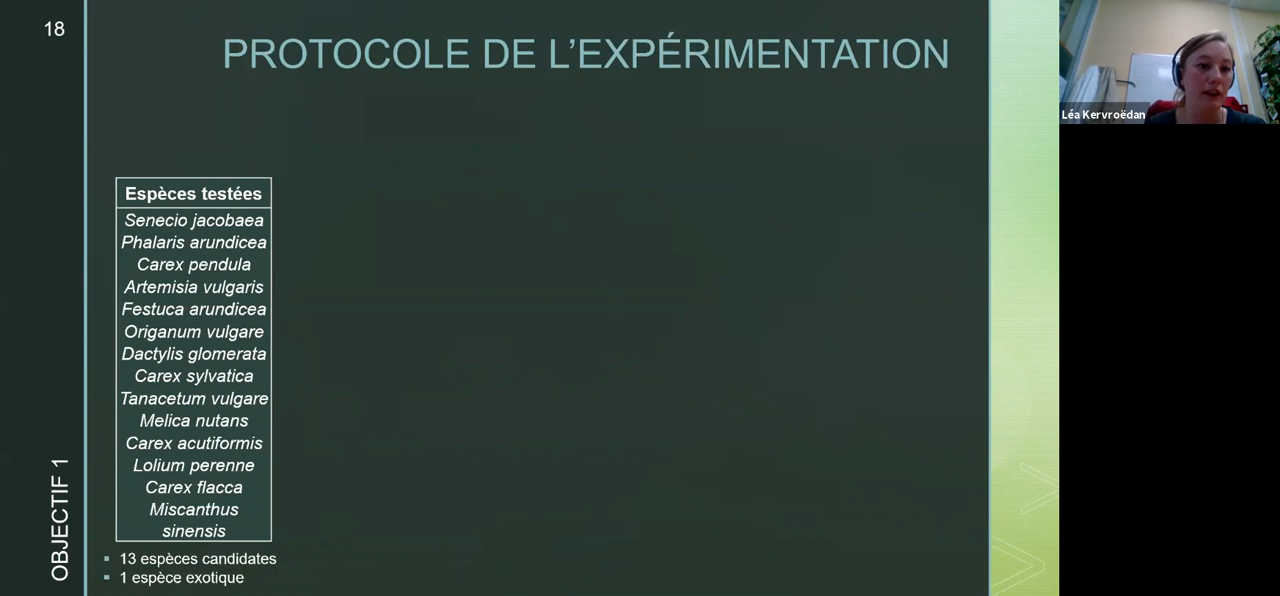 18
PROTOCOLE DE L’EXPÉRIMENTATION
Léa Kervroëdan
Espèces testées
Senecio jacobaea
Phalaris arundicea
Carex pendula
Artemisia vulgaris
Festuca arundicea
Origanum vulgare
Dactylis glomerata
Carex sylvatica
Tanacetum vulgare
Melica nutans
Carex acutiformis
Lolium perenne
Carex flacca
Miscanthus
sinensis
13 espèces candidates
1 espèce exotique
OBJECTIF 1